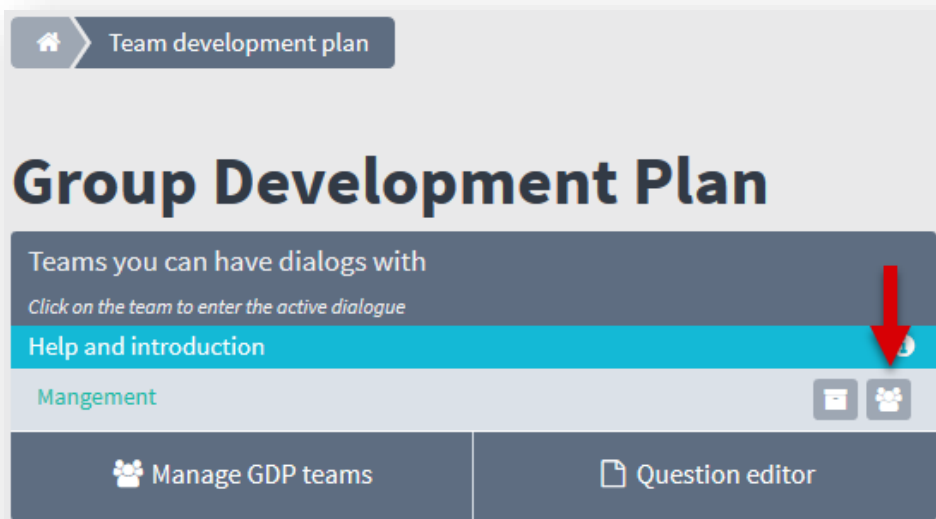 Team development plan
Group Development Plan
Teams you can have dialogs with
Click on the team to enter the active dialogue
Help and introduction
Mangement
Manage GDP teams
Question editor